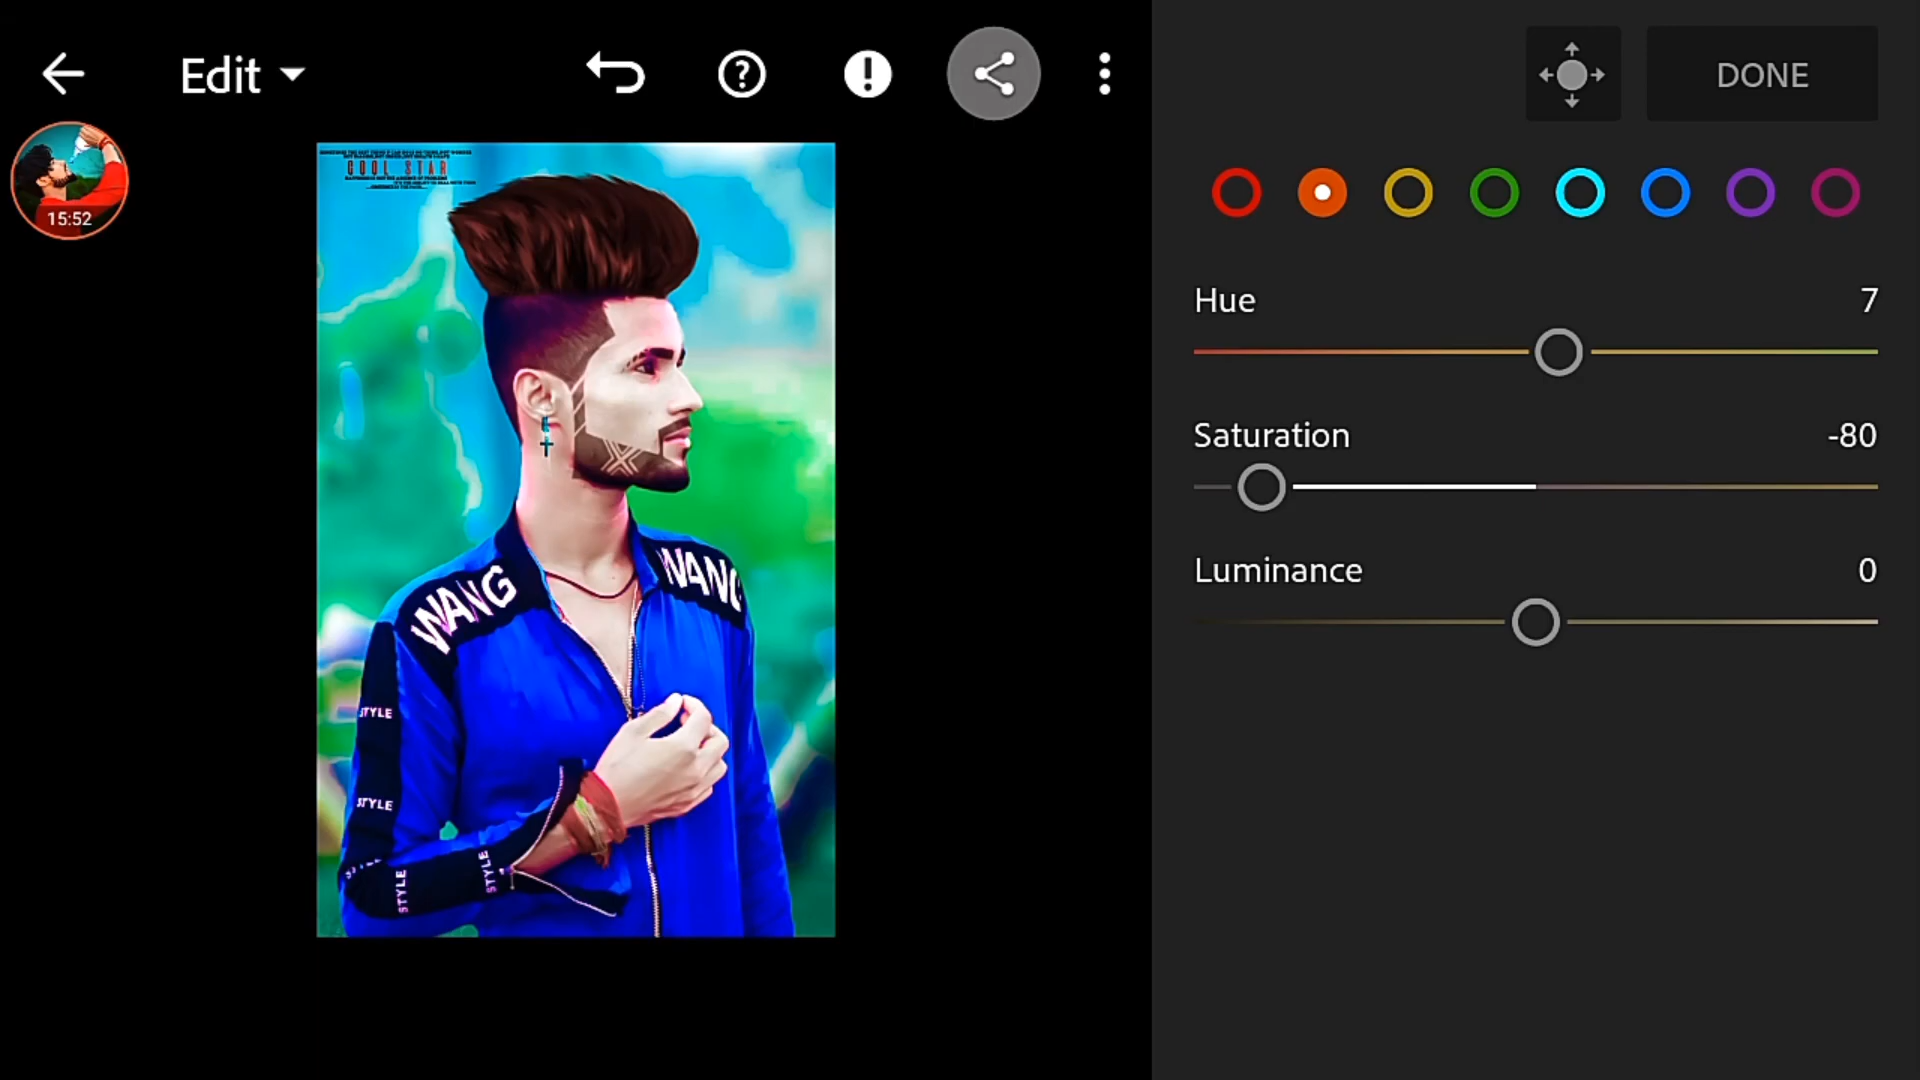 Edit
DONE
15:52
COOL STAR
Hue
7
Saturation
-80
Luminance
0
WANG
WANG
STYLE
STYLE
STYLE
STYLE